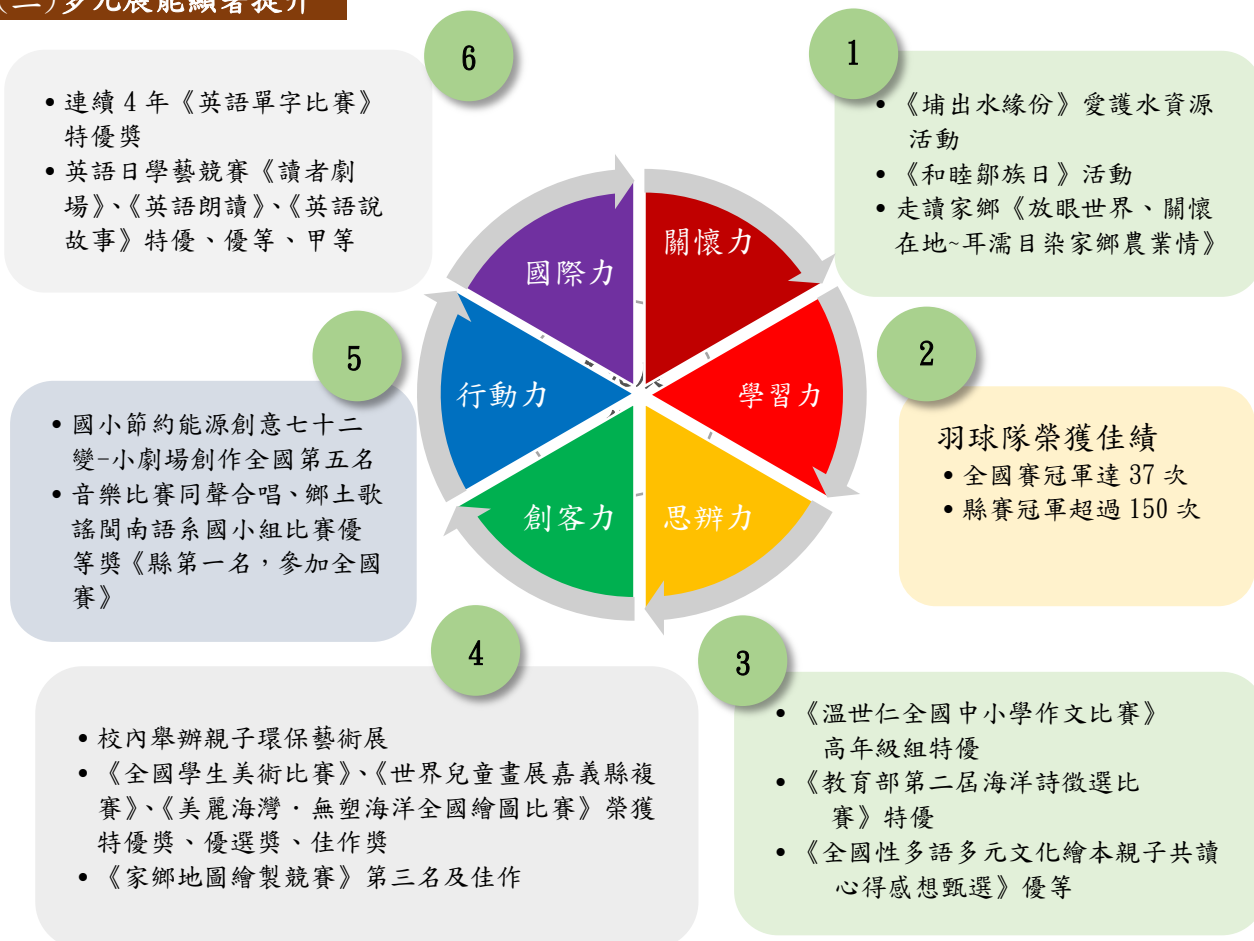 (二)多元展能顯著提升
1
• 《埔出水緣份》愛護水資源
活動
• 《和睦鄒族日》活動
• 走讀家鄉《放眼世界、關懷
在地~耳濡目染家鄉農業情》
2
羽球隊榮獲佳績
• 全國賽冠軍達 37 次
• 縣賽冠軍超過 150 次
3
• 《溫世仁全國中小學作文比賽》
高年級組特優
• 《教育部第二屆海洋詩徵選比
賽》特優
• 《全國性多語多元文化繪本親子共讀
心得感想甄選》優等
4
• 校內舉辦親子環保藝術展
• 《全國學生美術比賽》、《世界兒童畫展嘉義縣複
賽》、《美麗海灣．無塑海洋全國繪圖比賽》榮獲
特優獎、優選獎、佳作獎
• 《家鄉地圖繪製競賽》第三名及佳作
5
• 國小節約能源創意七十二
變-小劇場創作全國第五名
• 音樂比賽同聲合唱、鄉土歌
謠閩南語系國小組比賽優
等獎《縣第一名，參加全國
賽》
6
• 連續 4 年《英語單字比賽》
特優獎
• 英語日學藝競賽《讀者劇
場》、《英語朗讀》、《英語說
故事》特優、優等、甲等
關懷力
學習力
思辨力
創客力
行動力
國際力